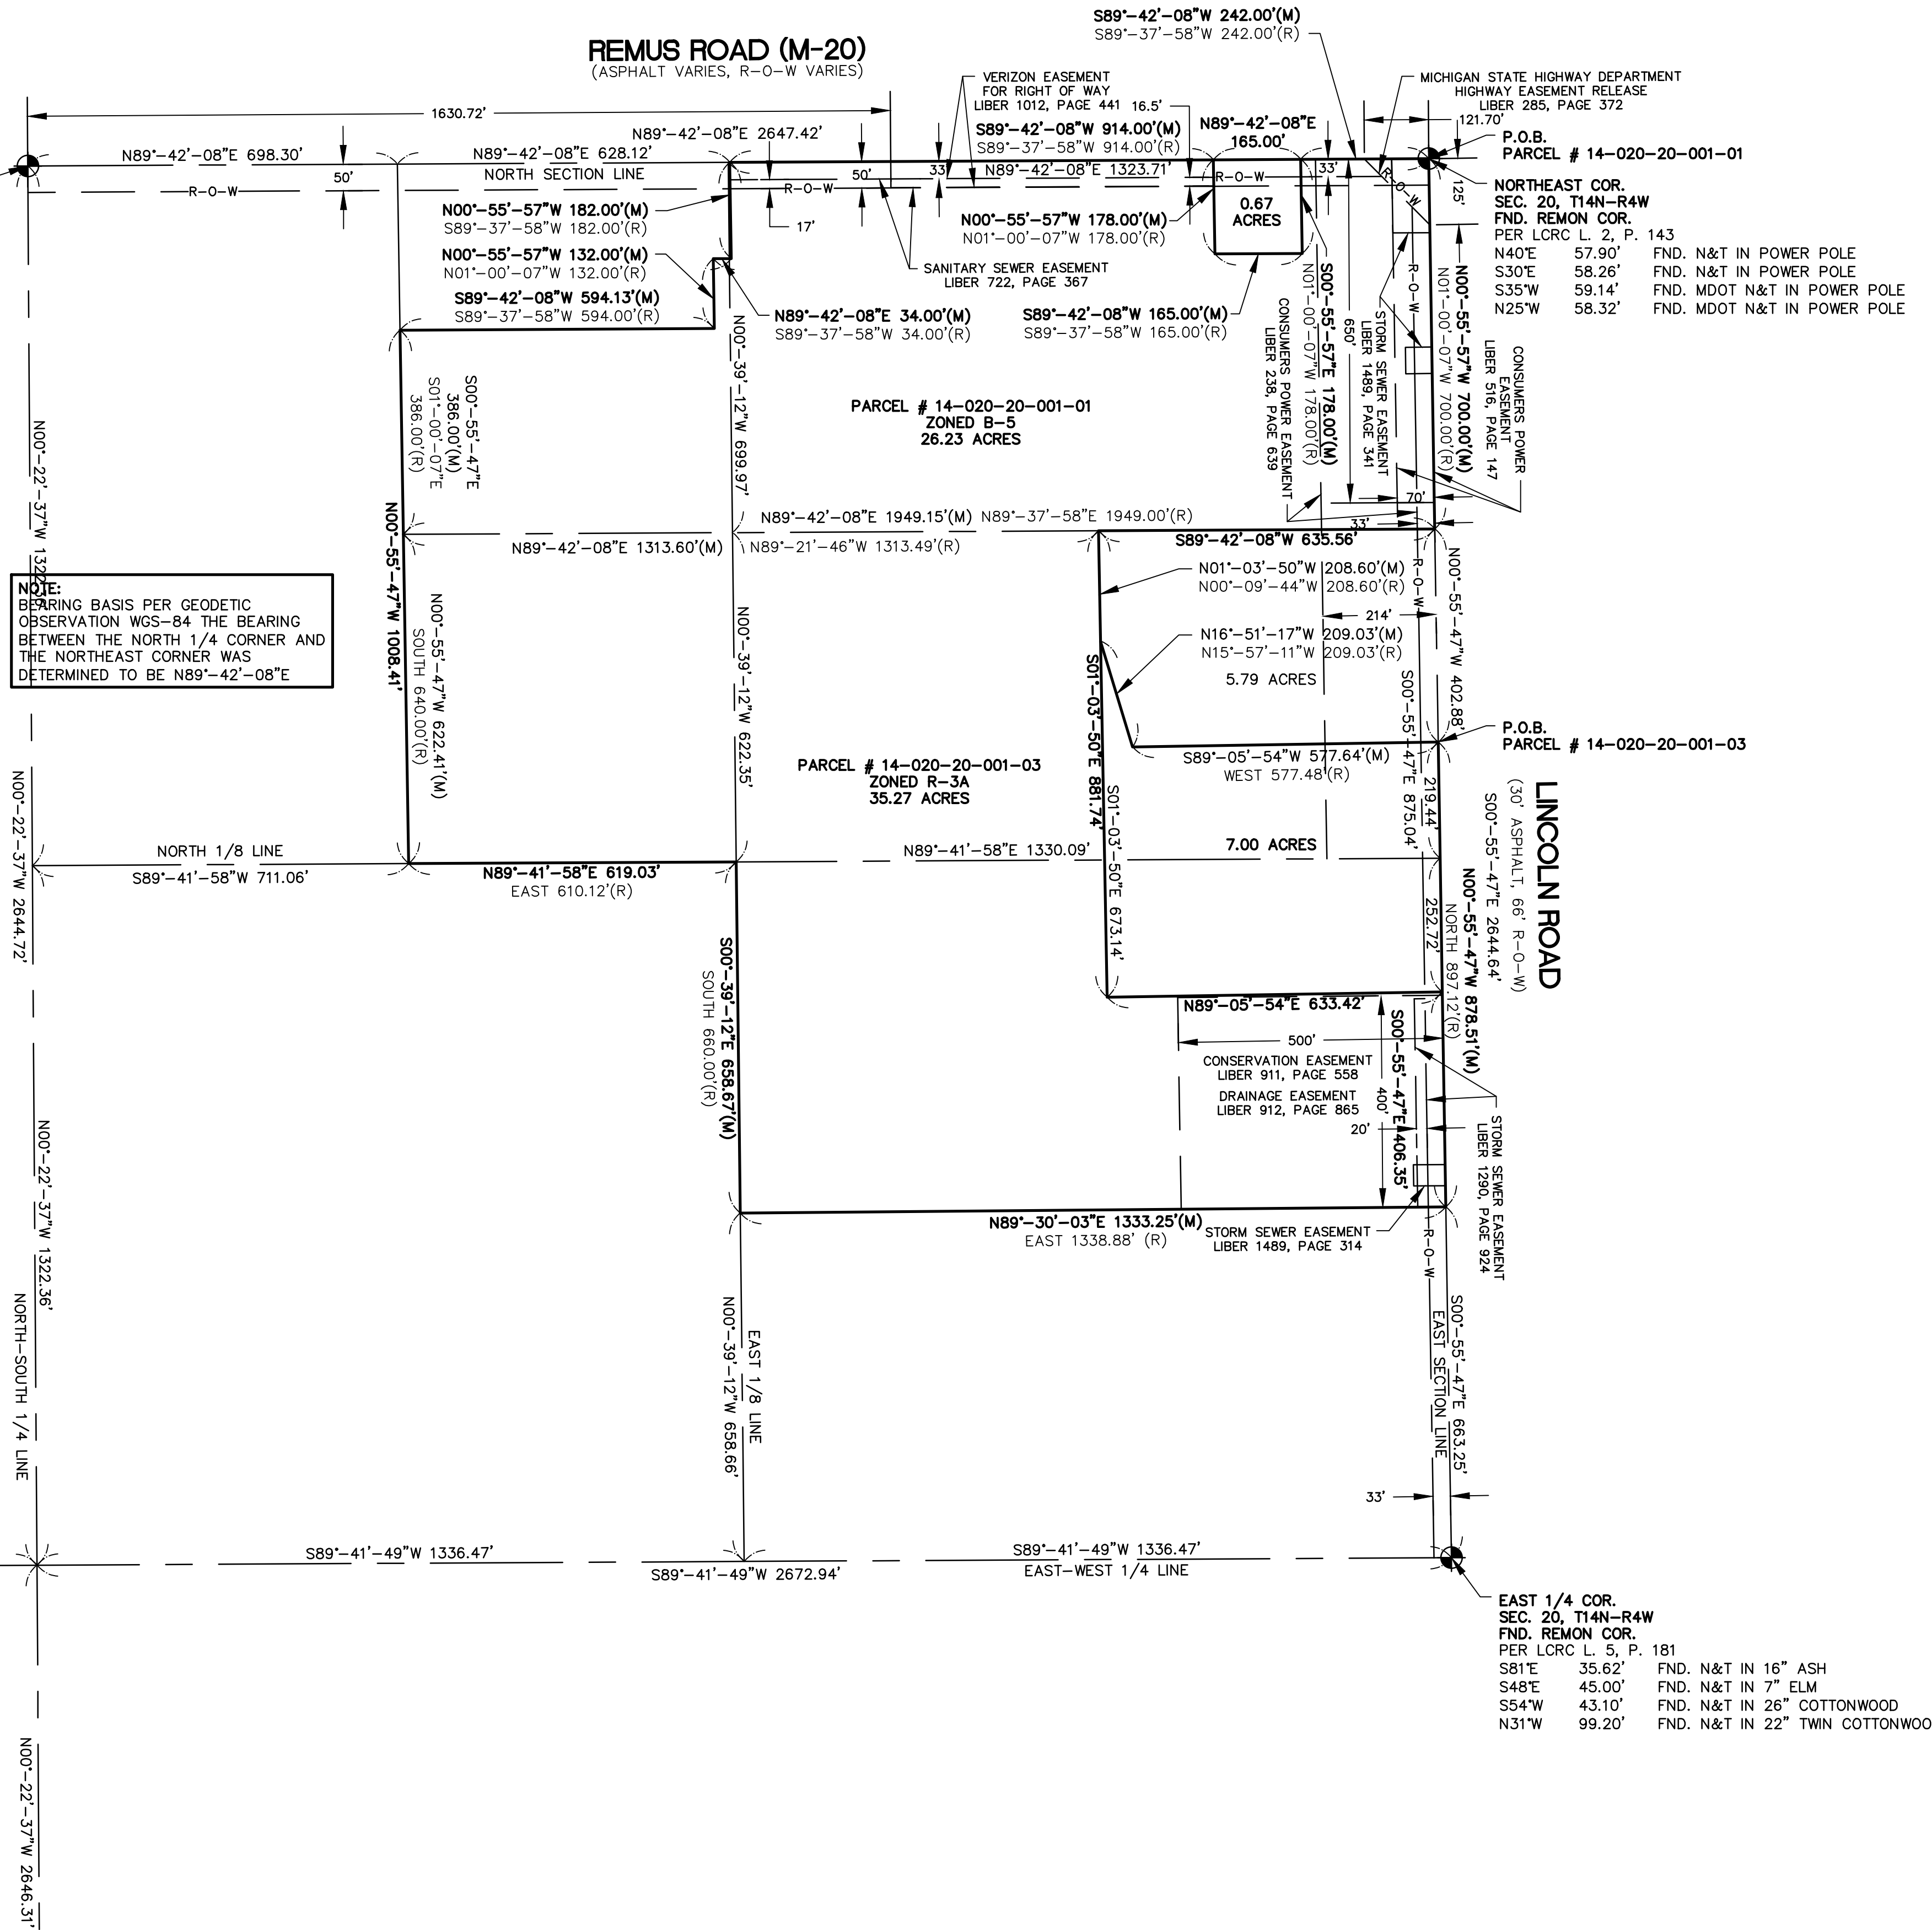 S89°-42'-08"W 242.00'(M)
S89°-37'-58"W 242.00'(R)
REMUS ROAD (M-20)
(ASPHALT VARIES, R-O-W VARIES)
1630.72'
VERIZON EASEMENT
FOR RIGHT OF WAY
LIBER 1012, PAGE 441
16.5'
MICHIGAN STATE HIGHWAY DEPARTMENT
HIGHWAY EASEMENT RELEASE
LIBER 285, PAGE 372
121.70'
N89°-42'-08"E 698.30'
N89°-42'-08"E 2647.42'
N89°-42'-08"E 628.12'
NORTH SECTION LINE
S89°-42'-08"W 914.00'(M)
S89°-37'-58"W 914.00'(R)
N89°-42'-08"E 1323.71'
N89°-42'-08"E
165.00'
50'
R-O-W
R-O-W
50'
33'
R-O-W
33'
R-O-W
125'
17'
P.O.B.
PARCEL # 14-020-20-001-01
NORTHEAST COR.
SEC. 20, T14N-R4W
FND. REMON COR.
PER LCRC L. 2, P. 143
N40°E 57.90' FND. N&T IN POWER POLE
S30°E 58.26' FND. N&T IN POWER POLE
S35°W 59.14' FND. MDOT N&T IN POWER POLE
N25°W 58.32' FND. MDOT N&T IN POWER POLE
N00°-55'-57"W 182.00'(M)
S89°-37'-58"W 182.00'(R)
N00°-55'-57"W 132.00'(M)
N01°-00'-07"W 132.00'(R)
S89°-42'-08"W 594.13'(M)
S89°-37'-58"W 594.00'(R)
N00°-55'-57"W 178.00'(M)
N01°-00'-07"W 178.00'(R)
0.67
ACRES
SANITARY SEWER EASEMENT
LIBER 722, PAGE 367
N89°-42'-08"E 34.00'(M)
S89°-37'-58"W 34.00'(R)
S89°-42'-08"W 165.00'(M)
S89°-37'-58"W 165.00'(R)
S00°-55'-57"E 178.00'(M)
N01°-00'-07"W 178.00'(R)
CONSUMERS POWER EASEMENT
LIBER 238, PAGE 639
650'
STORM SEWER EASEMENT
LIBER 1489, PAGE 341
R-O-W
N00°-55'-57"W 700.00'(M)
N01°-00'-07"W 700.00'(R)
CONSUMERS POWER
EASEMENT
LIBER 516, PAGE 147
70'
33'
PARCEL # 14-020-20-001-01
ZONED B-5
26.23 ACRES
N00°-39'-12"W 699.97'
S00°-55'-47"E
386.00'(M)
S01°-00'-07"E
386.00'(R)
N00°-22'-37"W 1322.36'
NOTE:
BEARING BASIS PER GEODETIC
OBSERVATION WGS-84 THE BEARING
BETWEEN THE NORTH 1/4 CORNER AND
THE NORTHEAST CORNER WAS
DETERMINED TO BE N89°-42'-08"E
N89°-42'-08"E 1949.15'(M)
N89°-37'-58"E 1949.00'(R)
N89°-42'-08"E 1313.60'(M)
N89°-21'-46"W 1313.49'(R)
S89°-42'-08"W 635.56'
N00°-55'-47"W 1008.41'
N00°-55'-47"W 622.41'(M)
SOUTH 640.00'(R)
N00°-39'-12"W 622.35'
N01°-03'-50"W 208.60'(M)
N00°-09'-44"W 208.60'(R)
214'
N16°-51'-17"W 209.03'(M)
N15°-57'-11"W 209.03'(R)
5.79 ACRES
S01°-03'-50"E 881.74'
R-O-W
N00°-55'-47"W 402.88'
S00°-55'-47"E 875.04'
P.O.B.
PARCEL # 14-020-20-001-03
S89°-05'-54"W 577.64'(M)
WEST 577.48'(R)
PARCEL # 14-020-20-001-03
ZONED R-3A
35.27 ACRES
219.44'
LINCOLN ROAD
(30' ASPHALT, 66' R-O-W)
S00°-55'-47"E 2644.64'
7.00 ACRES
N00°-22'-37"W 2644.72'
NORTH 1/8 LINE
S89°-41'-58"W 711.06'
N89°-41'-58"E 619.03'
EAST 610.12'(R)
N89°-41'-58"E 1330.09'
S01°-03'-50"E 673.14'
252.72'
N00°-55'-47"W 878.51'(M)
NORTH 897.12'(R)
S00°-39'-12"E 658.67'(M)
SOUTH 660.00'(R)
N89°-05'-54"E 633.42'
500'
CONSERVATION EASEMENT
LIBER 911, PAGE 558
DRAINAGE EASEMENT
LIBER 912, PAGE 865
400'
S00°-55'-47"E 406.35'
20'
STORM SEWER EASEMENT
LIBER 1290, PAGE 924
N89°-30'-03"E 1333.25'(M)
EAST 1338.88' (R)
STORM SEWER EASEMENT
LIBER 1489, PAGE 314
R-O-W
N00°-22'-37"W 1322.36'
NORTH-SOUTH 1/4 LINE
N00°-39'-12"W 658.66'
EAST 1/8 LINE
S00°-55'-47"E 663.25'
EAST SECTION LINE
33'
S89°-41'-49"W 1336.47'
S89°-41'-49"W 2672.94'
S89°-41'-49"W 1336.47'
EAST-WEST 1/4 LINE
EAST 1/4 COR.
SEC. 20, T14N-R4W
FND. REMON COR.
PER LCRC L. 5, P. 181
S81°E 35.62' FND. N&T IN 16" ASH
S48°E 45.00' FND. N&T IN 7" ELM
S54°W 43.10' FND. N&T IN 26" COTTONWOOD
N31°W 99.20' FND. N&T IN 22" TWIN COTTONWOO
N00°-22'-37"W 2646.31'